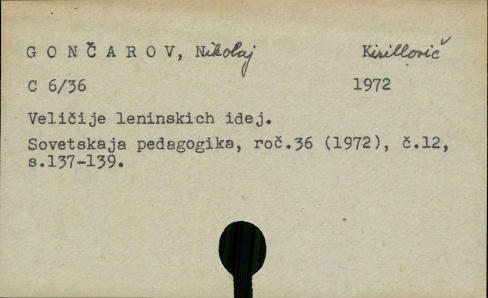 GONČAROV, Nikolaj Kirillovič
C 6/36 1972
Veličije leninskich idej.
Sovetskaja pedagogika, roč.36 (1972), č.12,
s.137-139.